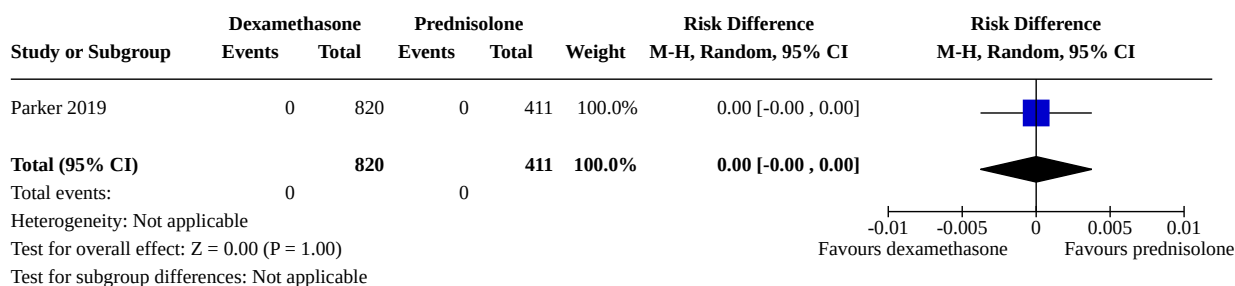 Dexamethasone Prednisolone Risk Difference Risk Difference
Study or Subgroup Events Total Events Total Weight M-H, Random, 95% CI M-H, Random, 95% CI
Parker 2019 0 820 0 411 100.0% 0.00 [-0.00 , 0.00]
Total (95% CI) 820 411 100.0% 0.00 [-0.00 , 0.00]
Total events: 0 0
Heterogeneity: Not applicable
Test for overall effect: Z = 0.00 (P = 1.00)
Test for subgroup differences: Not applicable
-0.01 -0.005 0 0.005 0.01
Favours dexamethasone Favours prednisolone